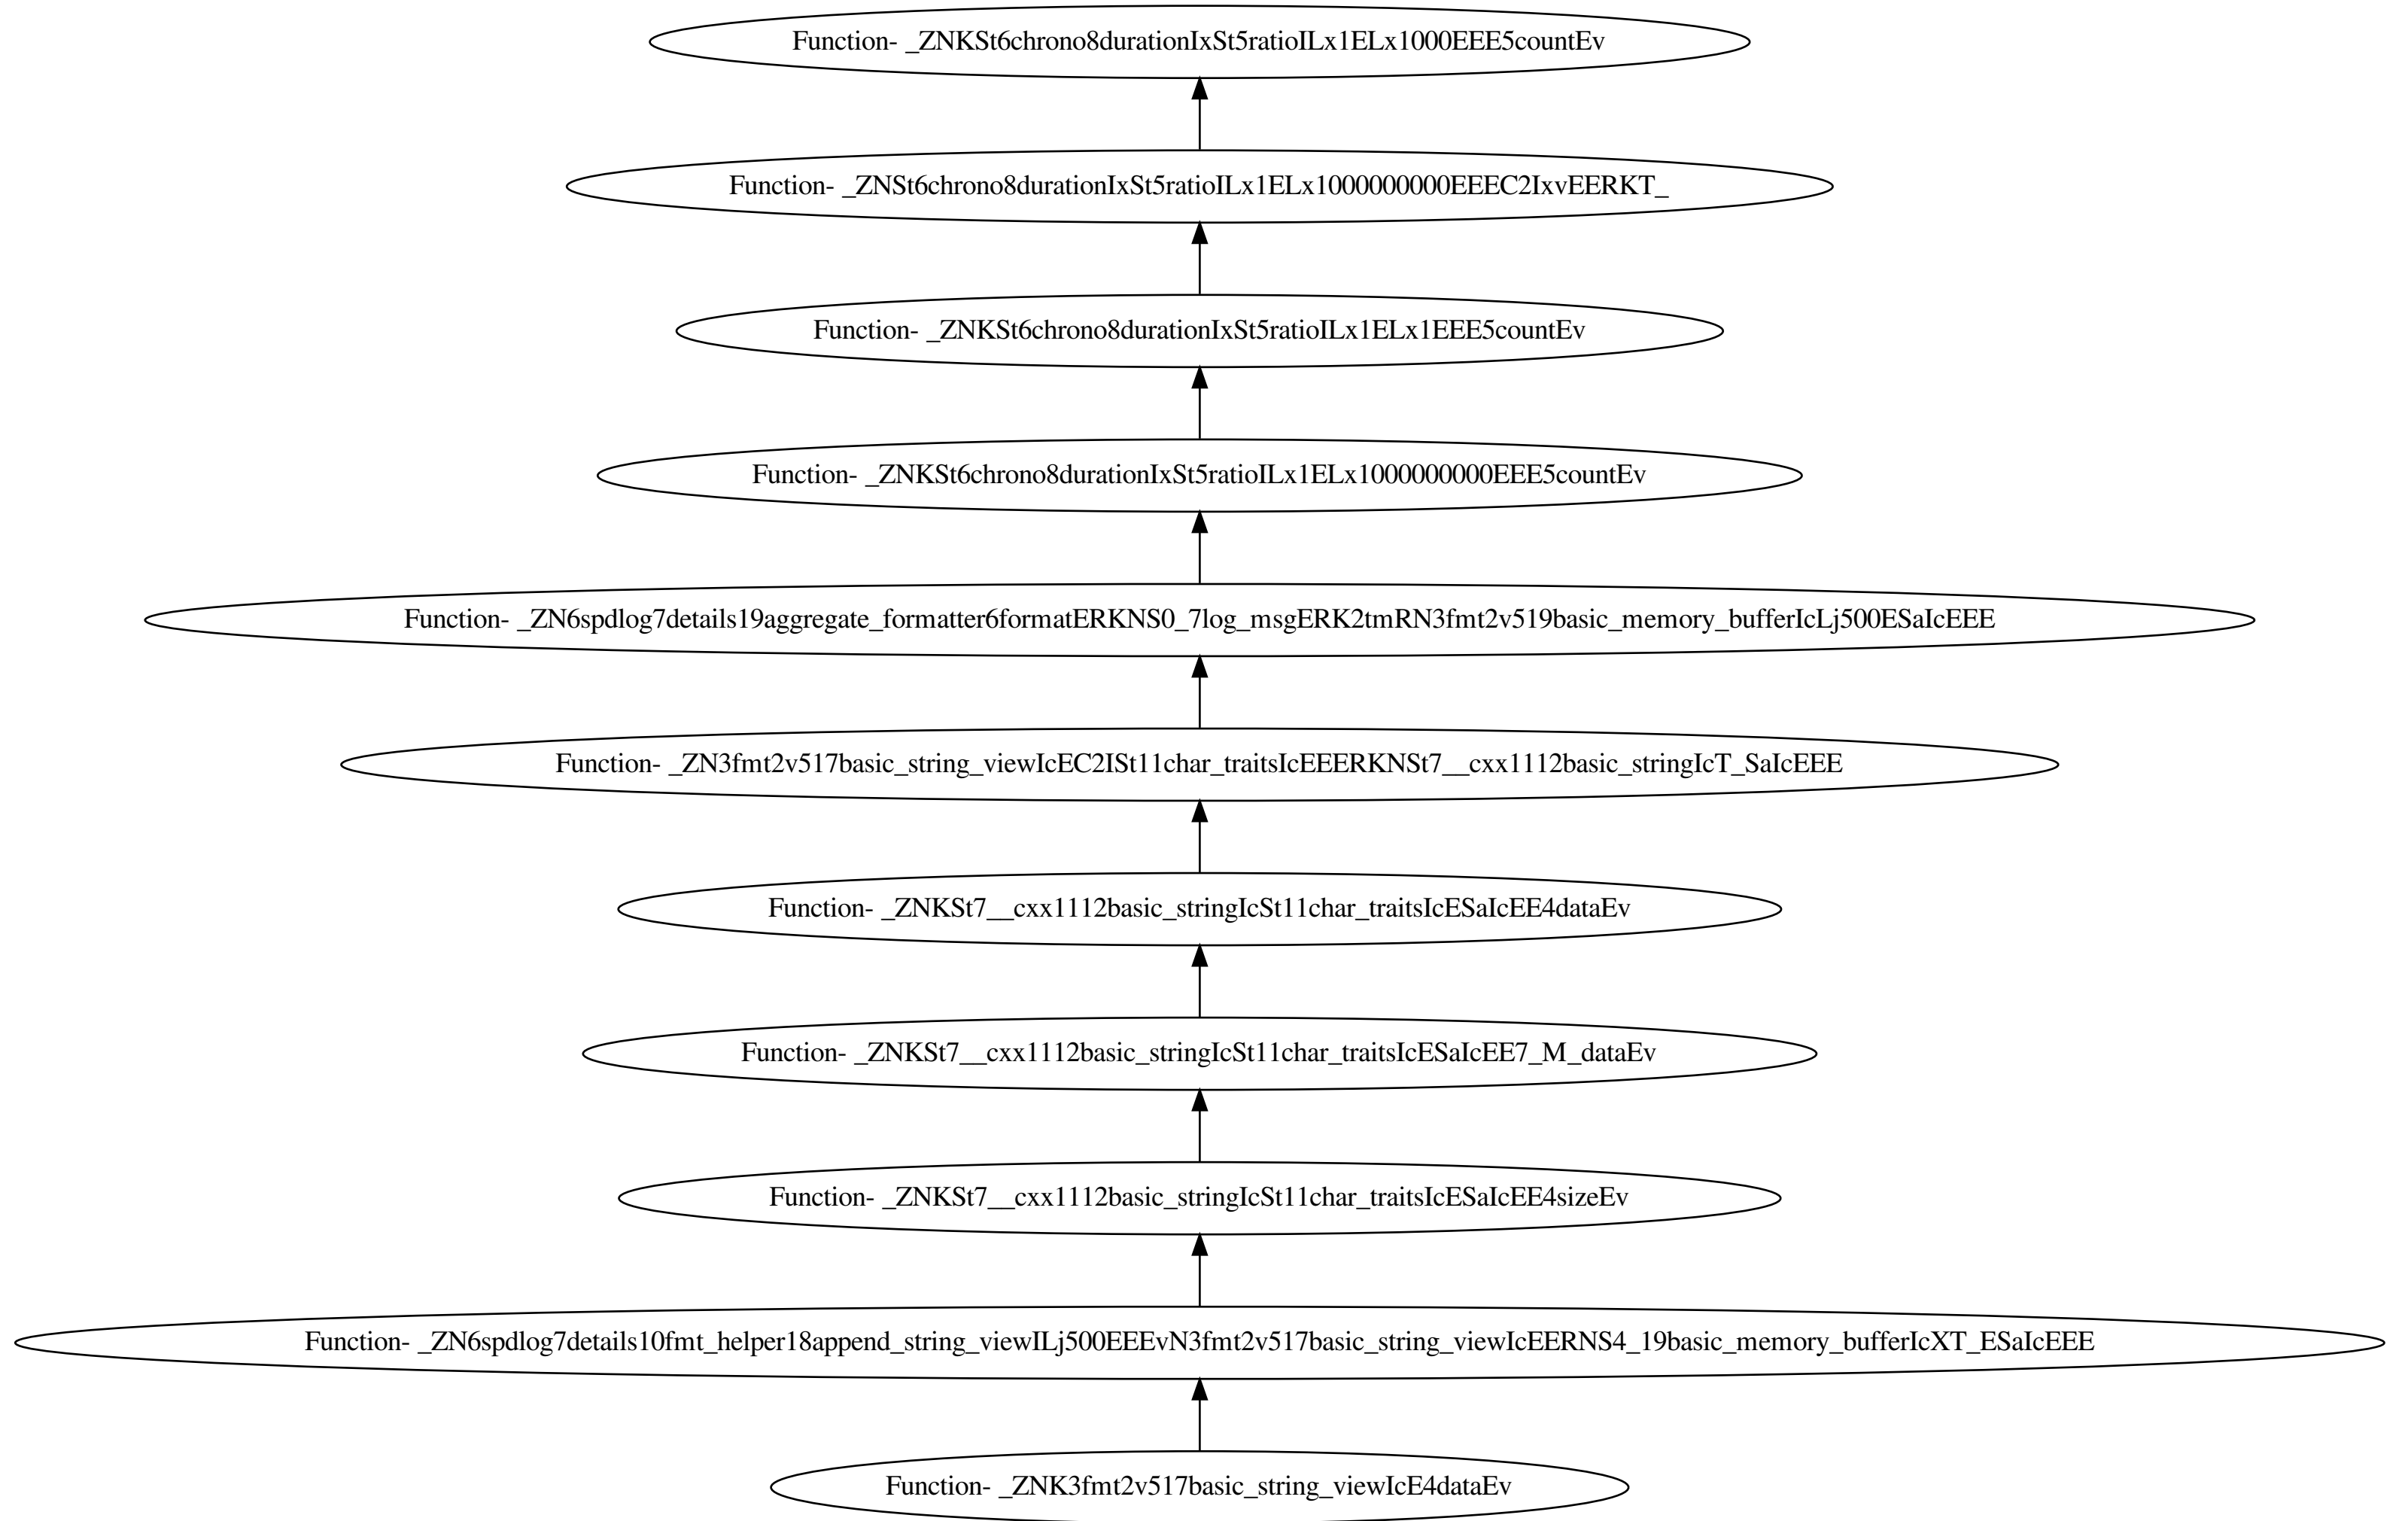 Function- _ZNKSt6chrono8durationIxSt5ratioILx1ELx1000EEE5countEv
Function- _ZNSt6chrono8durationIxSt5ratioILx1ELx1000000000EEEC2IxvEERKT_
Function- _ZNKSt6chrono8durationIxSt5ratioILx1ELx1EEE5countEv
Function- _ZNKSt6chrono8durationIxSt5ratioILx1ELx1000000000EEE5countEv
Function- _ZN6spdlog7details19aggregate_formatter6formatERKNS0_7log_msgERK2tmRN3fmt2v519basic_memory_bufferIcLj500ESaIcEEE
Function- _ZN3fmt2v517basic_string_viewIcEC2ISt11char_traitsIcEEERKNSt7__cxx1112basic_stringIcT_SaIcEEE
Function- _ZNKSt7__cxx1112basic_stringIcSt11char_traitsIcESaIcEE4dataEv
Function- _ZNKSt7__cxx1112basic_stringIcSt11char_traitsIcESaIcEE7_M_dataEv
Function- _ZNKSt7__cxx1112basic_stringIcSt11char_traitsIcESaIcEE4sizeEv
Function- _ZN6spdlog7details10fmt_helper18append_string_viewILj500EEEvN3fmt2v517basic_string_viewIcEERNS4_19basic_memory_bufferIcXT_ESaIcEEE
Function- _ZNK3fmt2v517basic_string_viewIcE4dataEv